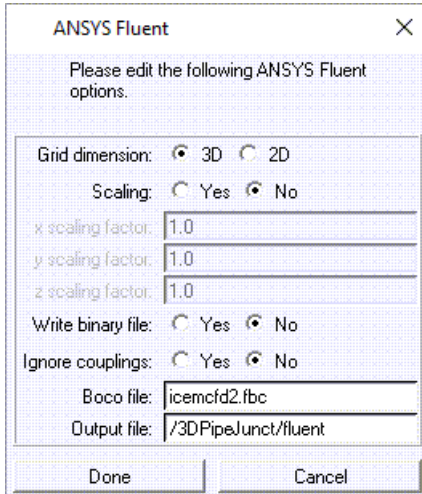 ANSYS Fluent
Please edit the following ANSYS Fluent
options.
Grid dimension: 3D 2D
Scaling: Yes No
x scaling factor: 1.0
y scaling factor: 1.0
z scaling factor: 1.0
Write binary file: Yes No
Ignore couplings: Yes No
Boco file: icemcfd2.fbc
Output file: /3DPipeJunct/fluent
Done Cancel